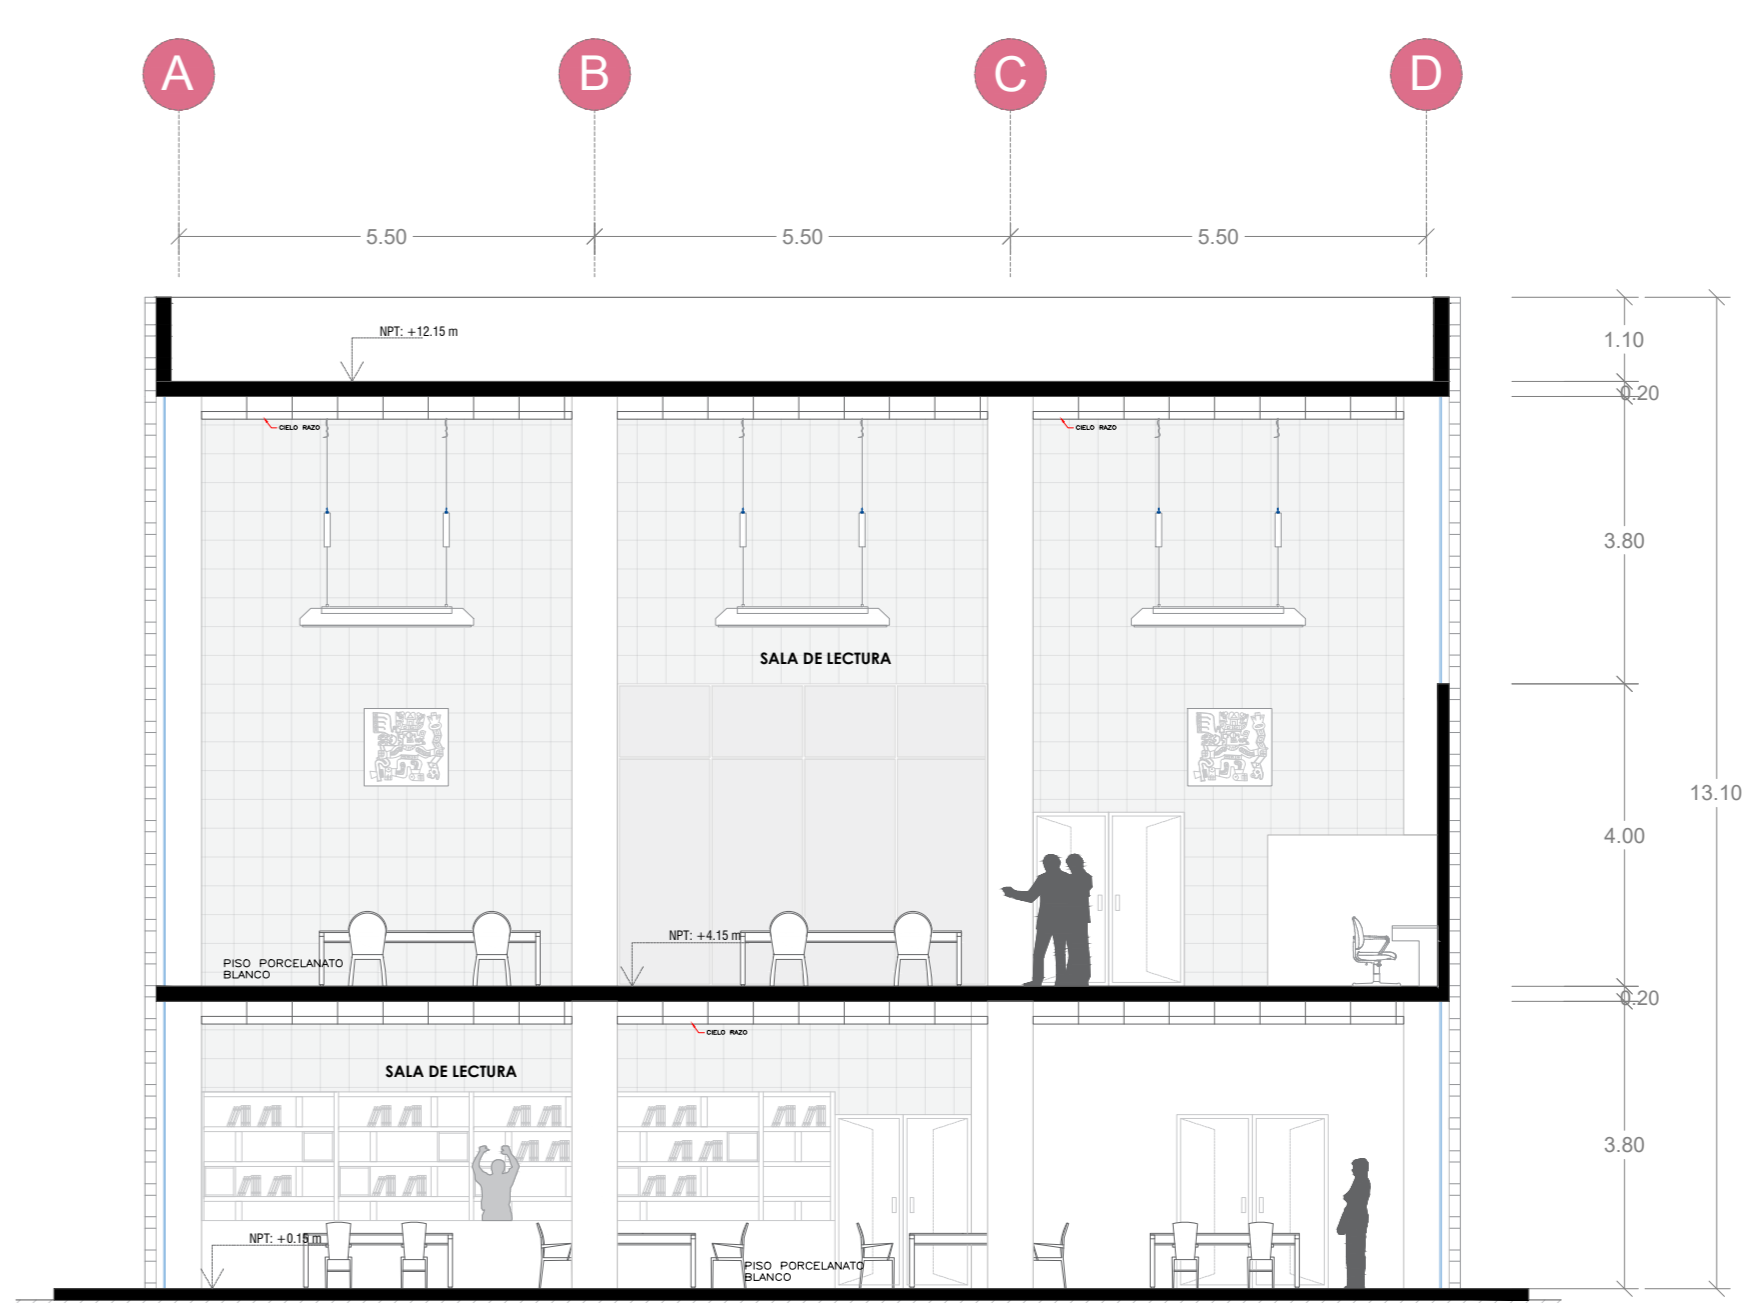 A
B
C
D
5.50
5.50
5.50
NPT: +12.15 m
1.10
0.20
CIELO RAZO
CIELO RAZO
3.80
SALA DE LECTURA
13.10
4.00
NPT: +4.15 m
PISO PORCELANATO
BLANCO
0.20
CIELO RAZO
SALA DE LECTURA
3.80
NPT: +0.15 m
PISO PORCELANATO
BLANCO